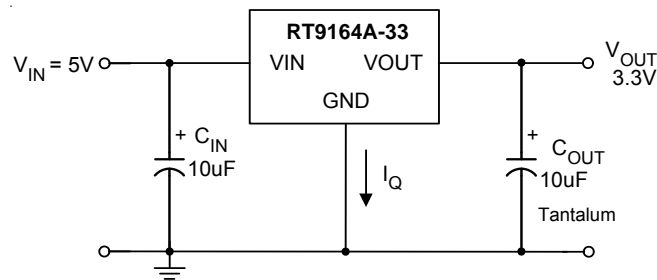 RT9164A-33
VIN VOUT
GND
V_IN = 5V
V_OUT
3.3V
+ C_IN
10uF
I_Q
+ C_OUT
10uF
Tantalum